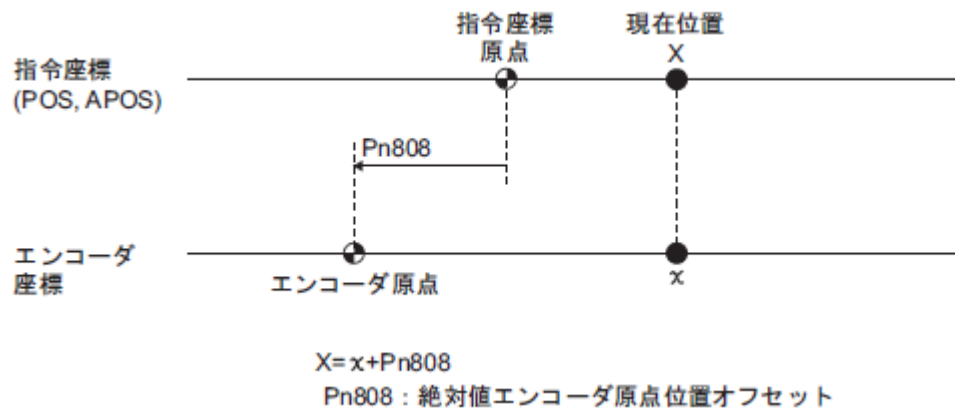 指令座標
原点
現在位置
X
指令座標
(POS, APOS)
Pn808
エンコーダ
座標
エンコーダ原点
x
X=x+Pn808
Pn808：絶対値エンコーダ原点位置オフセット